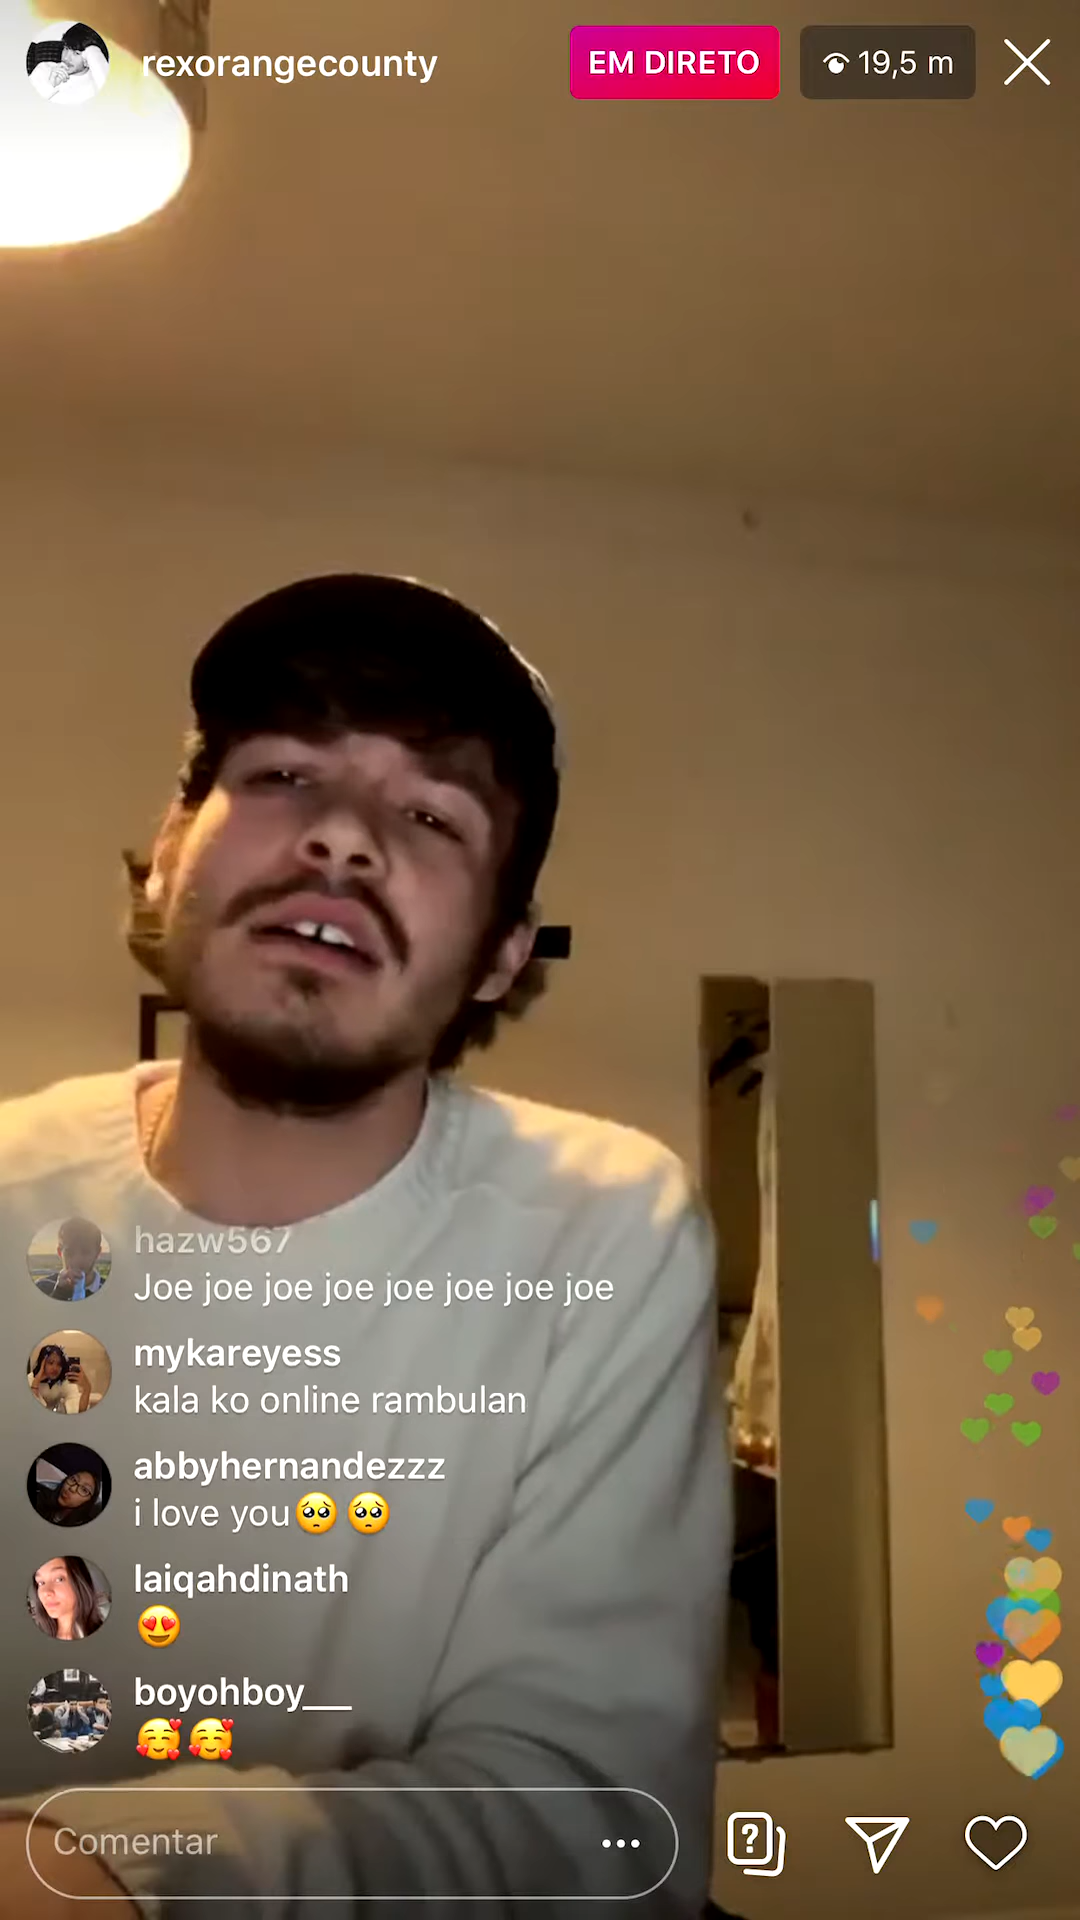 rexorangecounty
EM DIRETO
19,5 m
hazw567
Joe joe joe joe joe joe joe joe
mykareyess
kala ko online rambulan
abbyhernandezzz
i love you🥺🥺
laiqahdinath
😍
boyohboy__
🥰🥰
Comentar